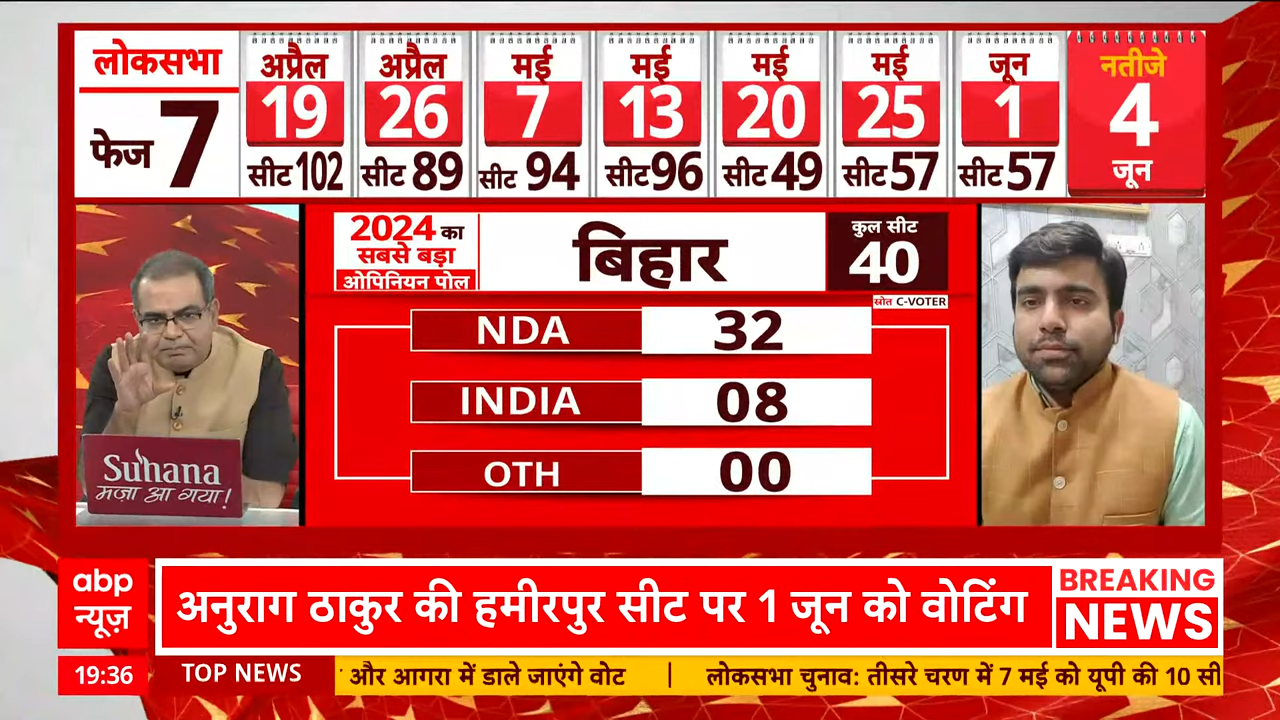 लोकसभा
फेज 7
अप्रैल
19
सीट 102
अप्रैल
26
सीट 89
मई
7
सीट 94
मई
13
सीट 96
मई
20
सीट 49
मई
25
सीट 57
जून
1
सीट 57
नतीजे
4
जून
2024 का
सबसे बड़ा
ओपिनियन पोल
बिहार
कुल सीट
40
स्रोत C-VOTER
NDA 32
INDIA 08
OTH 00
Suhana
मज़ा आ गया!
abp
न्यूज़
अनुराग ठाकुर की हमीरपुर सीट पर 1 जून को वोटिंग
BREAKING
NEWS
19:36
TOP NEWS
और आगरा में डाले जाएंगे वोट | लोकसभा चुनाव: तीसरे चरण में 7 मई को यूपी की 10 सी